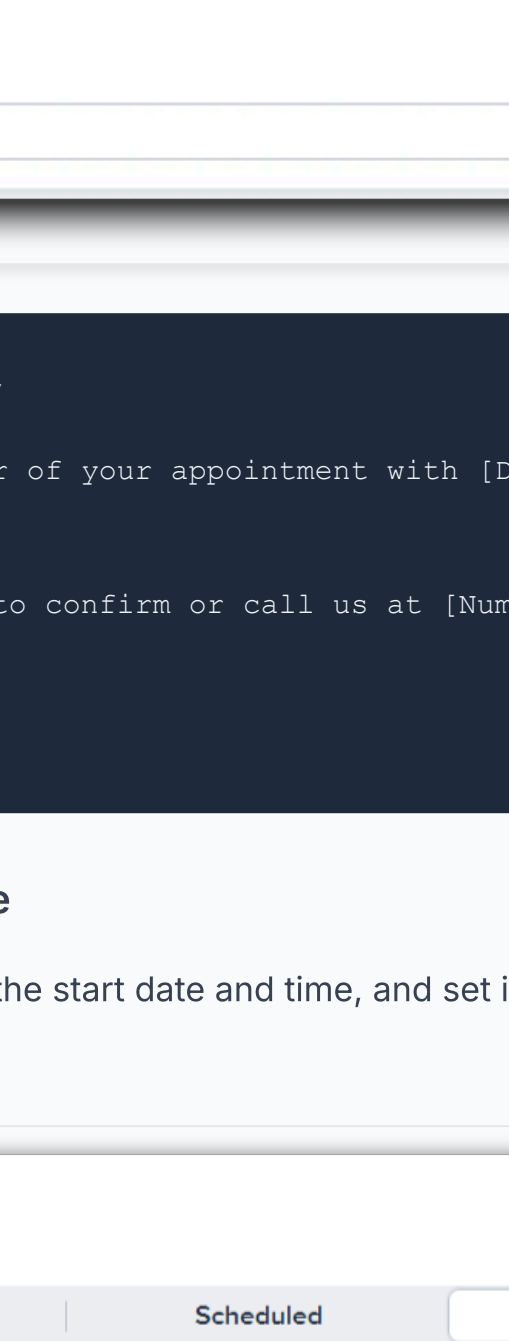 ,
r of your appointment with [D
to confirm or call us at [Num
e
the start date and time, and set i
Scheduled